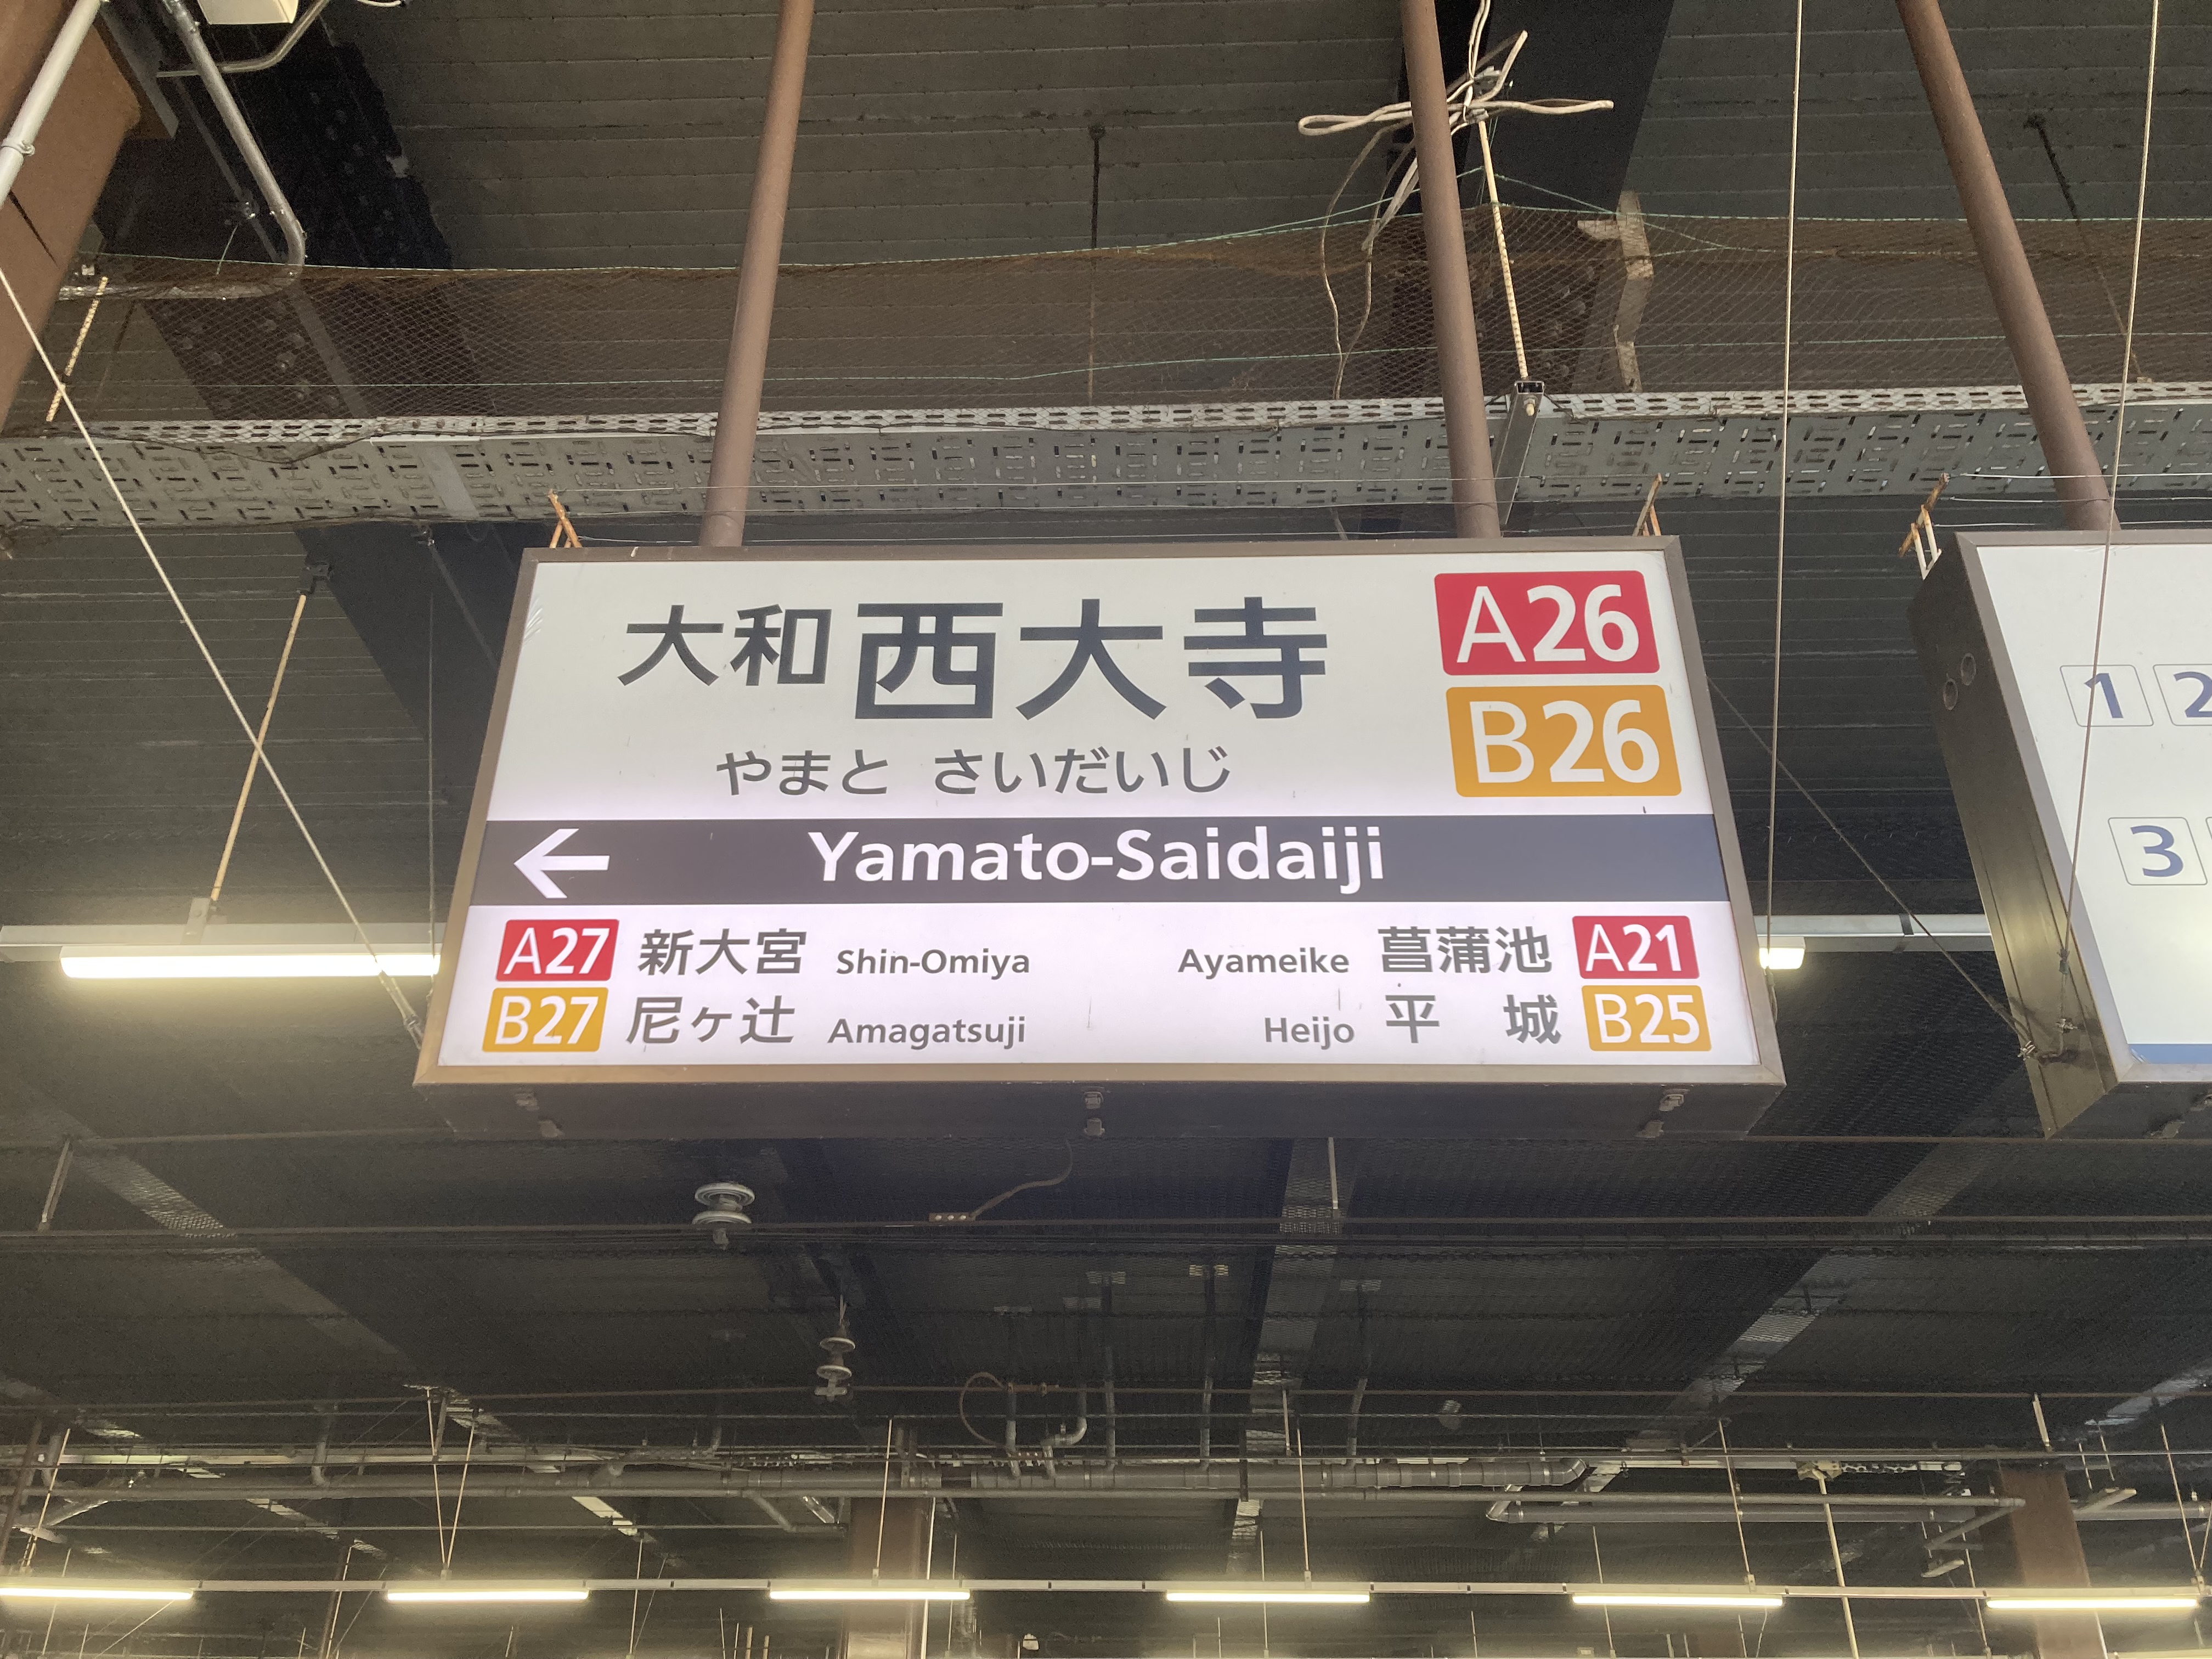 大和西大寺 A26
B26
やまと さいだいじ
← Yamato-Saidaiji
A27 新大宮 Shin-Omiya Ayameike 菖蒲池 A21
B27 尼ヶ辻 Amagatsuji Heijo 平城 B25
1 2
3